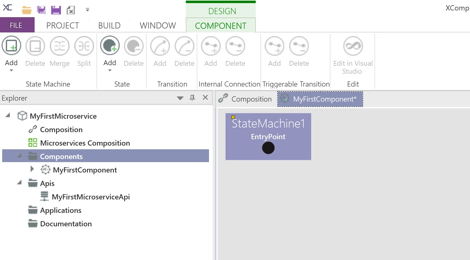 XC
DESIGN
XComp
FILE PROJECT BUILD WINDOW COMPONENT
Add Delete Merge Split Add Delete Add Delete Add Delete Add Delete Edit in Visual
Studio
State Machine State Transition Internal Connection Triggerable Transition Edit
Explorer
Composition MyFirstComponent*
MyFirstMicroservice
Composition
Microservices Composition
Components
MyFirstComponent
Apis
MyFirstMicroserviceApi
Applications
Documentation
StateMachine1
EntryPoint